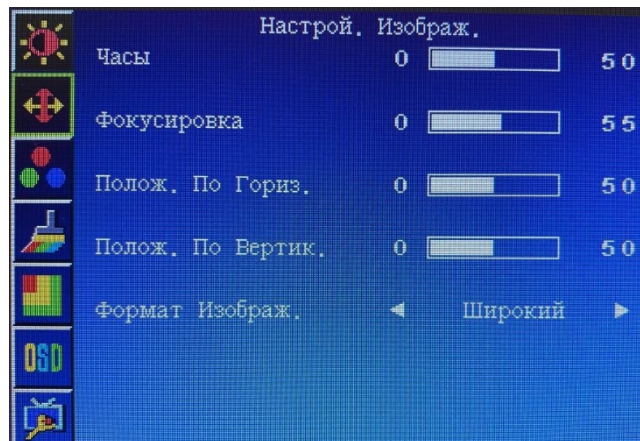 Настрой. Изображ.
Часы 0 50
Фокусировка 0 55
Полож. По Гориз. 0 50
Полож. По Вертик. 0 50
Формат Изображ. Широкий
OSD